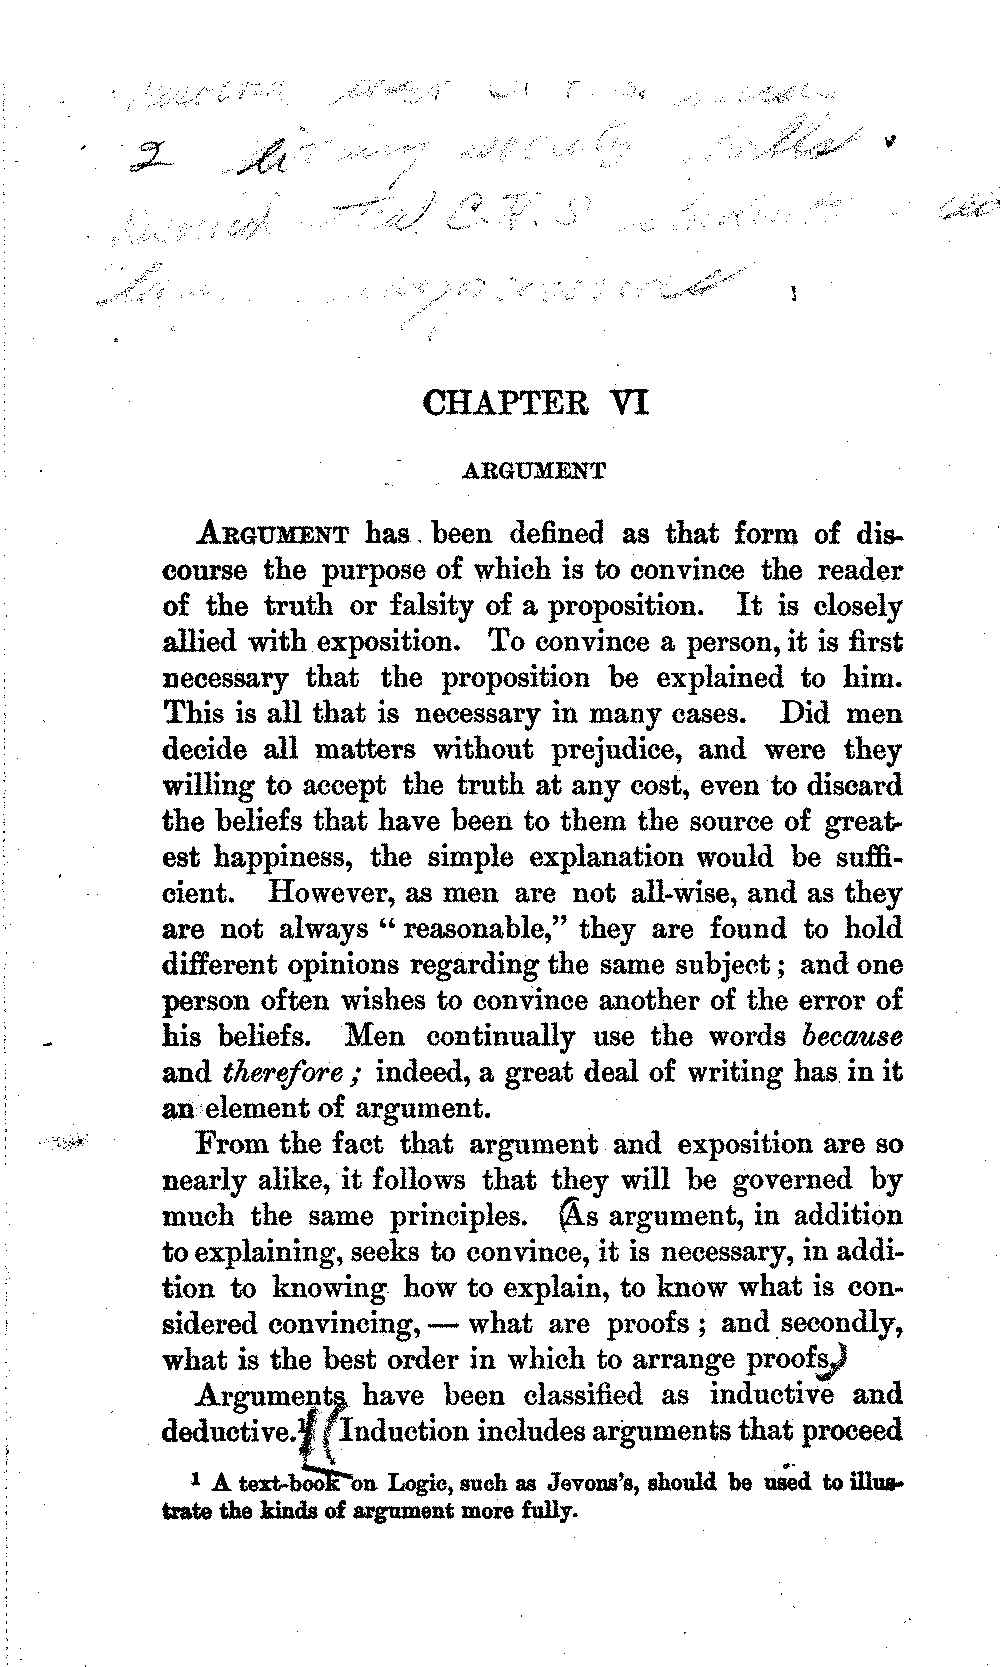 2
C.H.S.
CHAPTER VI
ARGUMENT
ARGUMENT has been defined as that form of dis-
course the purpose of which is to convince the reader
of the truth or falsity of a proposition. It is closely
allied with exposition. To convince a person, it is first
necessary that the proposition be explained to him.
This is all that is necessary in many cases. Did men
decide all matters without prejudice, and were they
willing to accept the truth at any cost, even to discard
the beliefs that have been to them the source of great-
est happiness, the simple explanation would be suffi-
cient. However, as men are not all-wise, and as they
are not always “ reasonable,” they are found to hold
different opinions regarding the same subject ; and one
person often wishes to convince another of the error of
his beliefs. Men continually use the words because
and therefore ; indeed, a great deal of writing has in it
an element of argument.
From the fact that argument and exposition are so
nearly alike, it follows that they will be governed by
much the same principles. (As argument, in addition
to explaining, seeks to convince, it is necessary, in addi-
tion to knowing how to explain, to know what is con-
sidered convincing, — what are proofs ; and secondly,
what is the best order in which to arrange proofs.)
Arguments have been classified as inductive and
deductive.¹ (Induction includes arguments that proceed
¹ A text-book on Logic, such as Jevons's, should be used to illus-
trate the kinds of argument more fully.